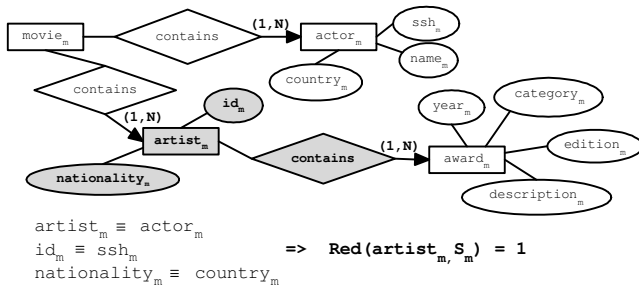 movie_m
contains
(1,N)
actor_m
ssh_m
name_m
country_m
contains
(1,N)
id_m
artist_m
nationality_m
contains
(1,N)
year_m
category_m
award_m
edition_m
description_m
artist_m ≡ actor_m
id_m ≡ ssh_m => Red(artist_m, S_m) = 1
nationality_m ≡ country_m